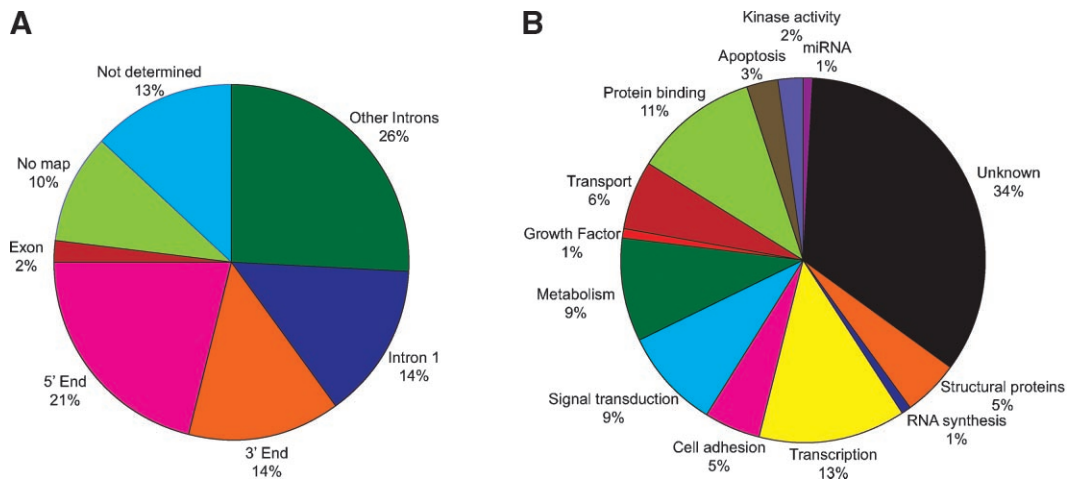 A
Not determined
13%
Other Introns
26%
No map
10%
Exon
2%
Intron 1
14%
5' End
21%
3' End
14%
B
Kinase activity
2%
miRNA
1%
Apoptosis
3%
Protein binding
11%
Unknown
34%
Transport
6%
Growth Factor
1%
Metabolism
9%
Signal transduction
9%
Structural proteins
5%
RNA synthesis
1%
Cell adhesion
5%
Transcription
13%